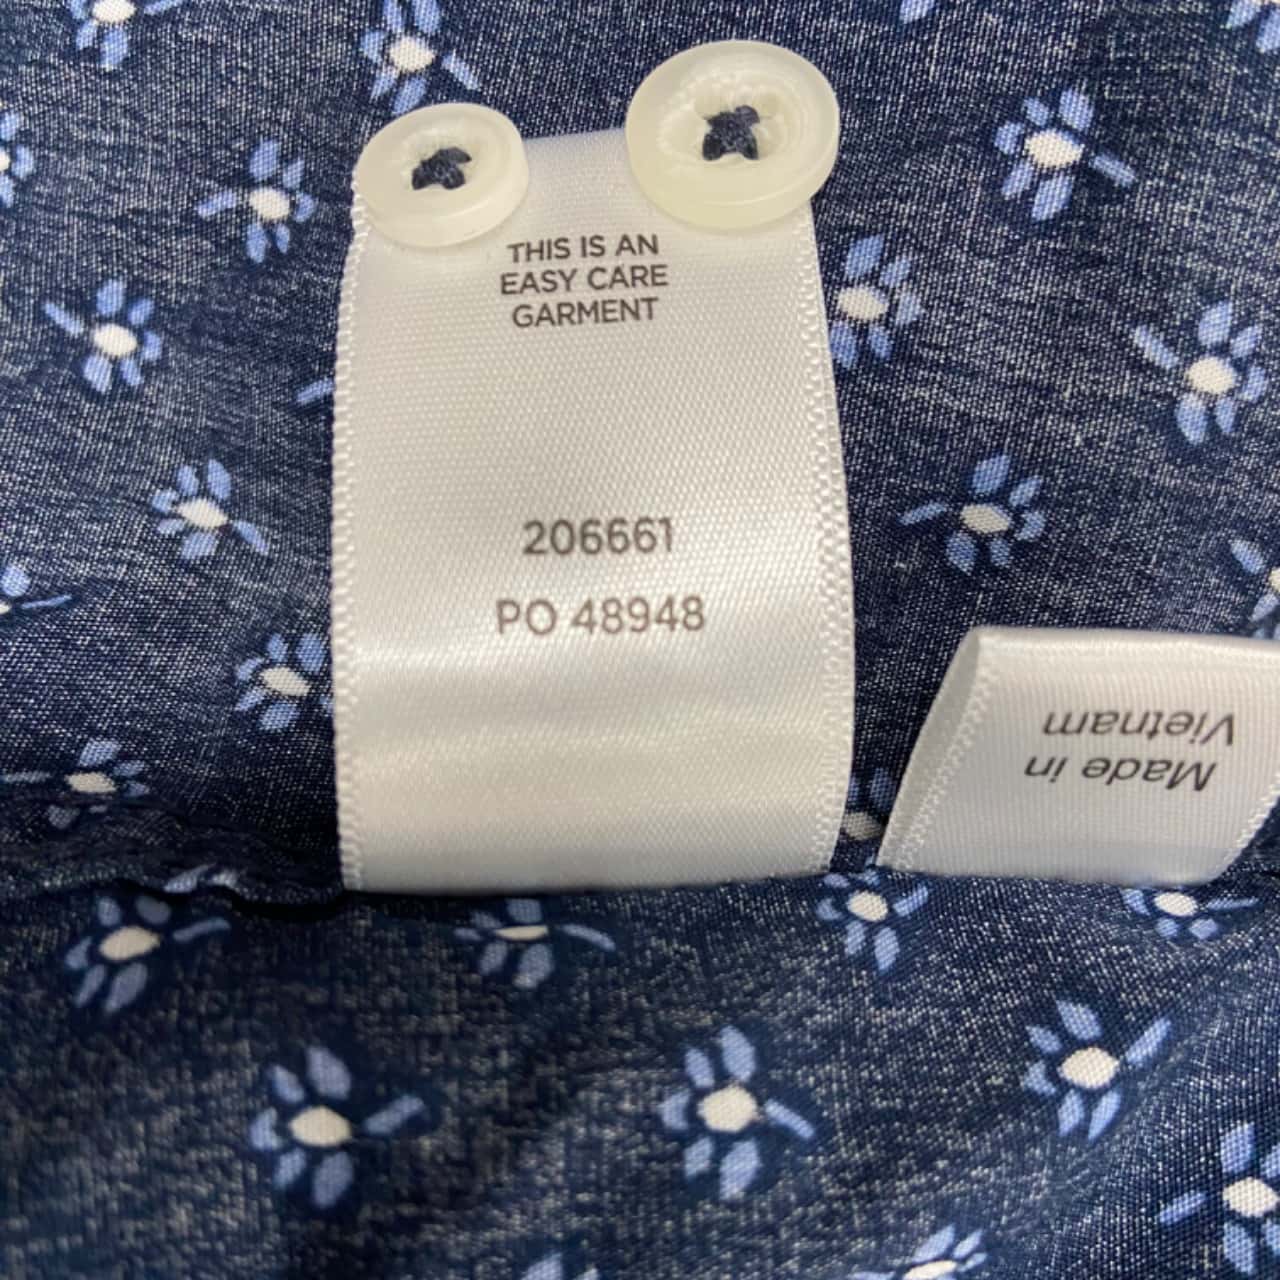 THIS IS AN
EASY CARE
GARMENT
206661
PO 48948
Made in
Vietnam